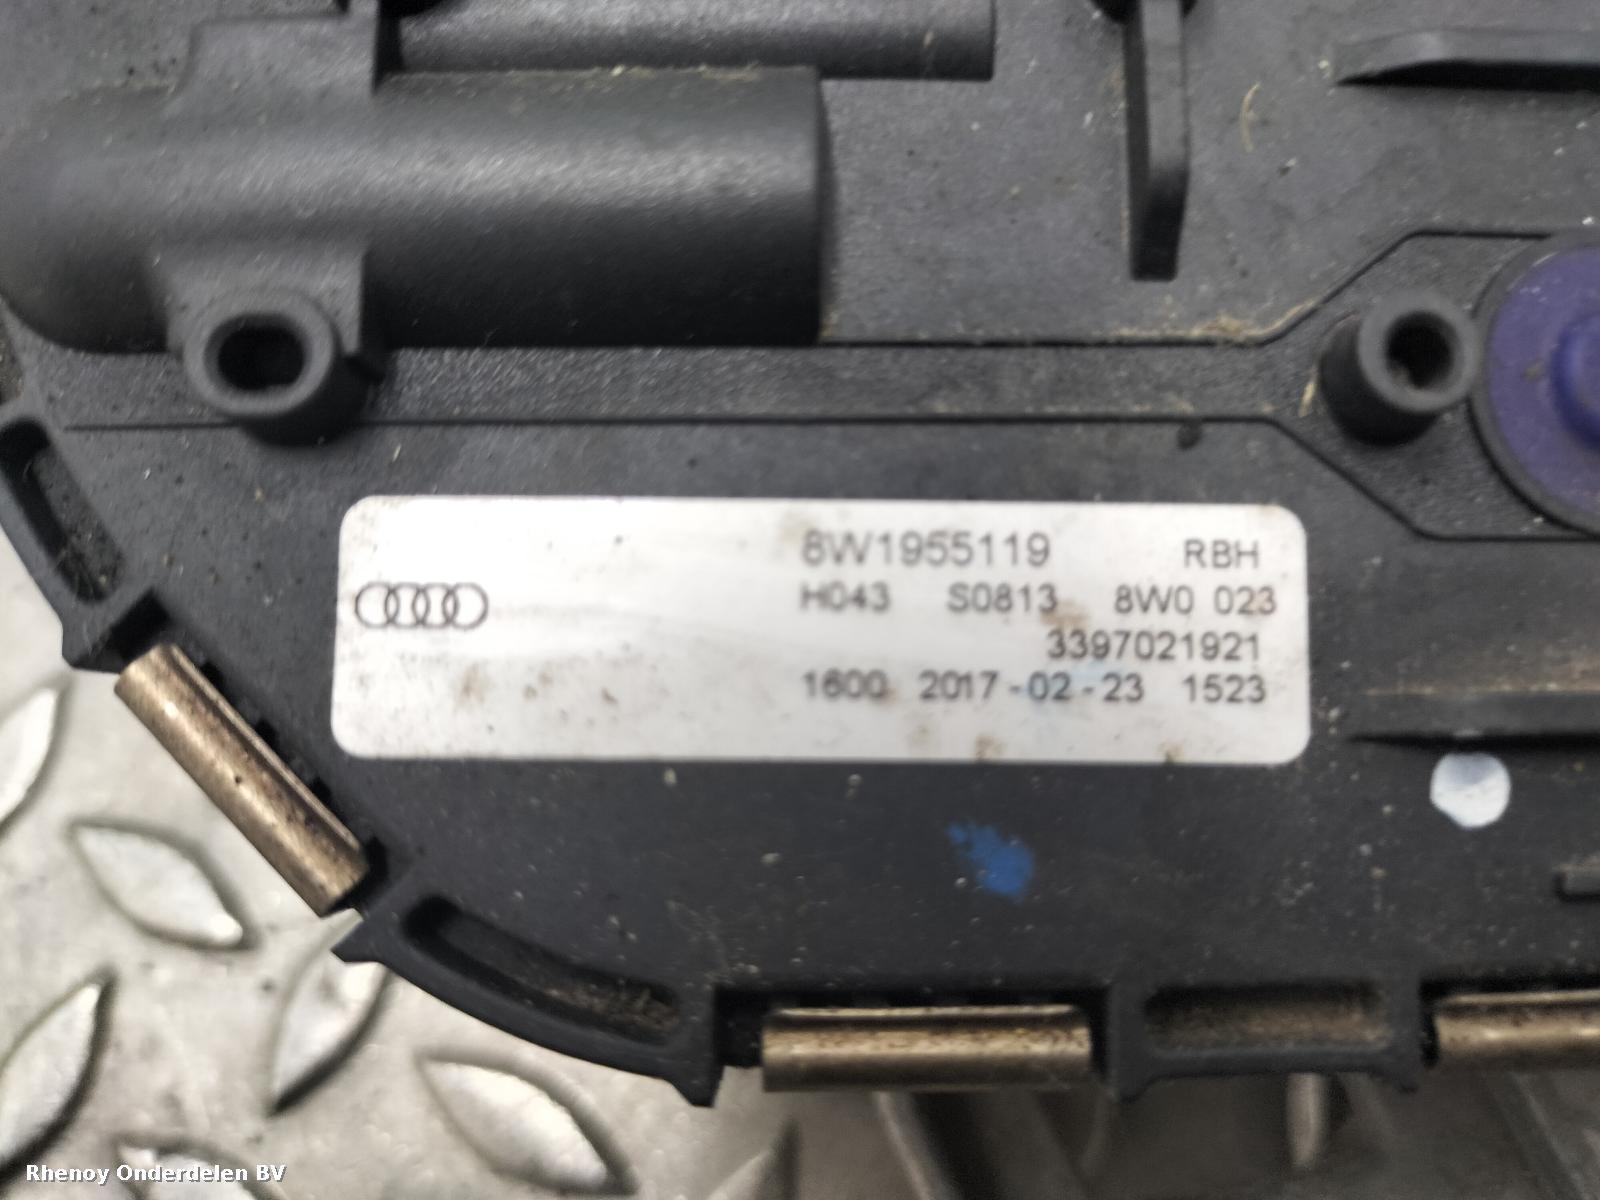 8W1955119 RBH
H043 S0813 8W0 023
3397021921
1600 2017-02-23 1523
Rhenoy Onderdelen BV